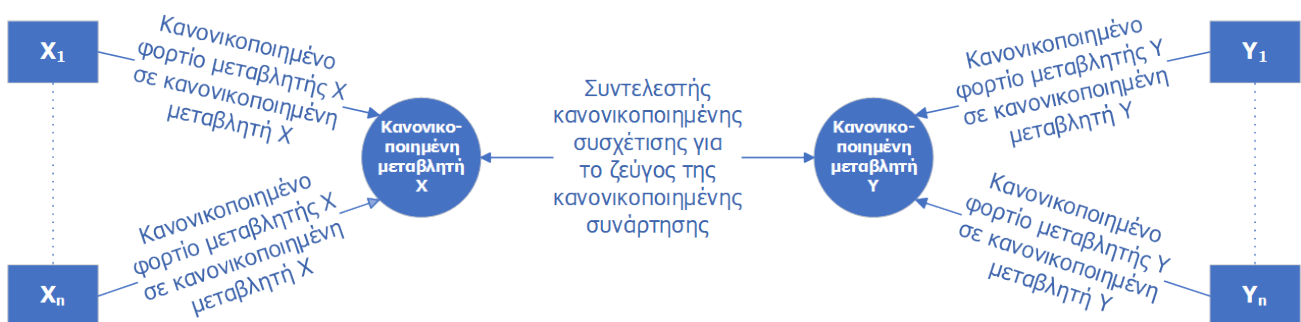 X1
Κανονικοποιημένο
φορτίο μεταβλητής Χ
σε κανονικοποιημένη
μεταβλητή Χ
Xn
Κανονικοποιημένο
φορτίο μεταβλητής Χ
σε κανονικοποιημένη
μεταβλητή Χ
Κανονικο-
ποιημένη
μεταβλητή
Χ
Συντελεστής
κανονικοποιημένης
συσχέτισης για
το ζεύγος της
κανονικοποιημένης
συνάρτησης
Κανονικο-
ποιημένη
μεταβλητή
Υ
Κανονικοποιημένο
φορτίο μεταβλητής Υ
σε κανονικοποιημένη
μεταβλητή Υ
Y1
Κανονικοποιημένο
φορτίο μεταβλητής Υ
σε κανονικοποιημένη
μεταβλητή Υ
Yn